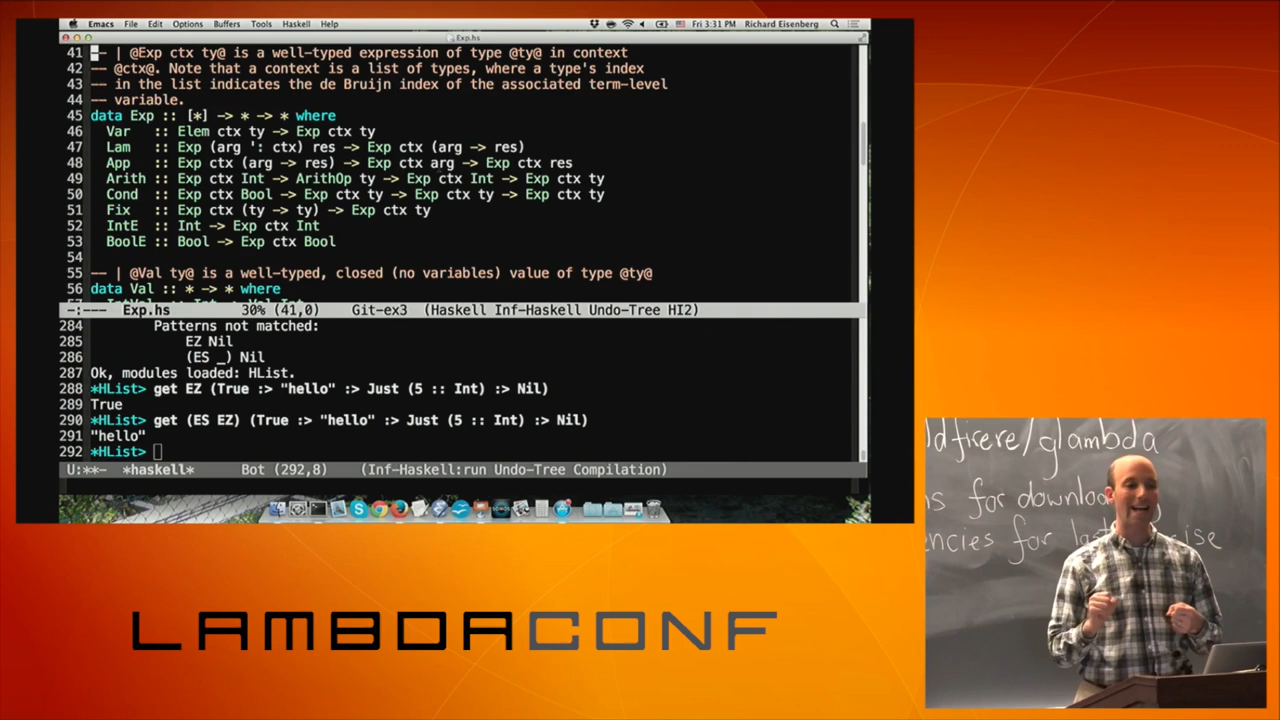 Emacs File Edit Options Buffers Tools Haskell Help Fri 3:31 PM Richard Eisenberg
Exp.hs
41 -- | @Exp ctx ty@ is a well-typed expression of type @ty@ in context
42 -- @ctx@. Note that a context is a list of types, where a type's index
43 -- in the list indicates the de Bruijn index of the associated term-level
44 -- variable.
45 data Exp :: [*] -> * -> * where
46 Var :: Elem ctx ty -> Exp ctx ty
47 Lam :: Exp (arg ': ctx) res -> Exp ctx (arg -> res)
48 App :: Exp ctx (arg -> res) -> Exp ctx arg -> Exp ctx res
49 Arith :: Exp ctx Int -> ArithOp ty -> Exp ctx Int -> Exp ctx ty
50 Cond :: Exp ctx Bool -> Exp ctx ty -> Exp ctx ty -> Exp ctx ty
51 Fix :: Exp ctx (ty -> ty) -> Exp ctx ty
52 IntE :: Int -> Exp ctx Int
53 BoolE :: Bool -> Exp ctx Bool
54
55 -- | @Val ty@ is a well-typed, closed (no variables) value of type @ty@
56 data Val :: * -> * where
57 IntVal :: Int -> Val Int
-:--- Exp.hs 30% (41,0) Git-ex3 (Haskell Inf-Haskell Undo-Tree HI2)
284 Patterns not matched:
285 EZ Nil
286 (ES _) Nil
287 Ok, modules loaded: HList.
288 *HList> get EZ (True :> "hello" :> Just (5 :: Int) :> Nil)
289 True
290 *HList> get (ES EZ) (True :> "hello" :> Just (5 :: Int) :> Nil)
291 "hello"
292 *HList>
U:**- *haskell* Bot (292,8) (Inf-Haskell:run Undo-Tree Compilation)
ldfirere/glambda
ns for download
encies for last
LAMBDACONF